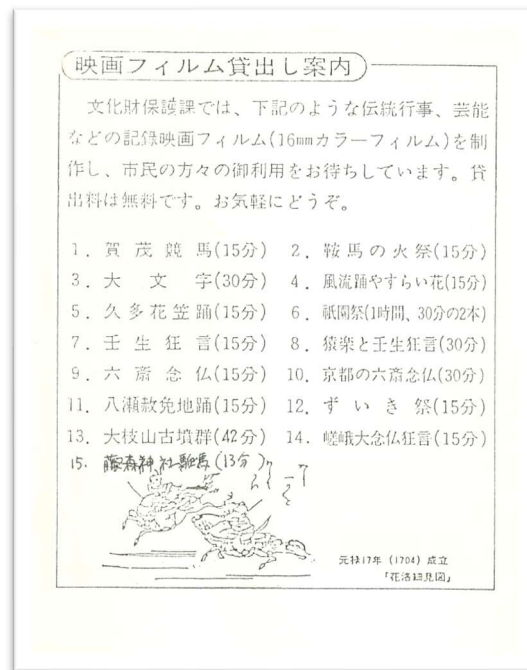 映画フィルム貸出し案内
文化財保護課では、下記のような伝統行事、芸能
などの記録映画フィルム(16mmカラーフィルム)を制
作し、市民の方々の御利用をお待ちしています。貸
出料は無料です。お気軽にどうぞ。
1. 賀茂競馬(15分) 2. 鞍馬の火祭(15分)
3. 大文字(30分) 4. 風流踊やすらい花(15分)
5. 久多花笠踊(15分) 6. 祇園祭(1時間、30分の2本)
7. 壬生狂言(15分) 8. 猿楽と壬生狂言(30分)
9. 六斎念仏(15分) 10. 京都の六斎念仏(30分)
11. 八瀬赦免地踊(15分) 12. ずいき祭(15分)
13. 大枝山古墳群(42分) 14. 嵯峨大念仏狂言(15分)
15. 藤森神社駈馬(13分)
元禄17年 (1704) 成立
「花洛細見図」